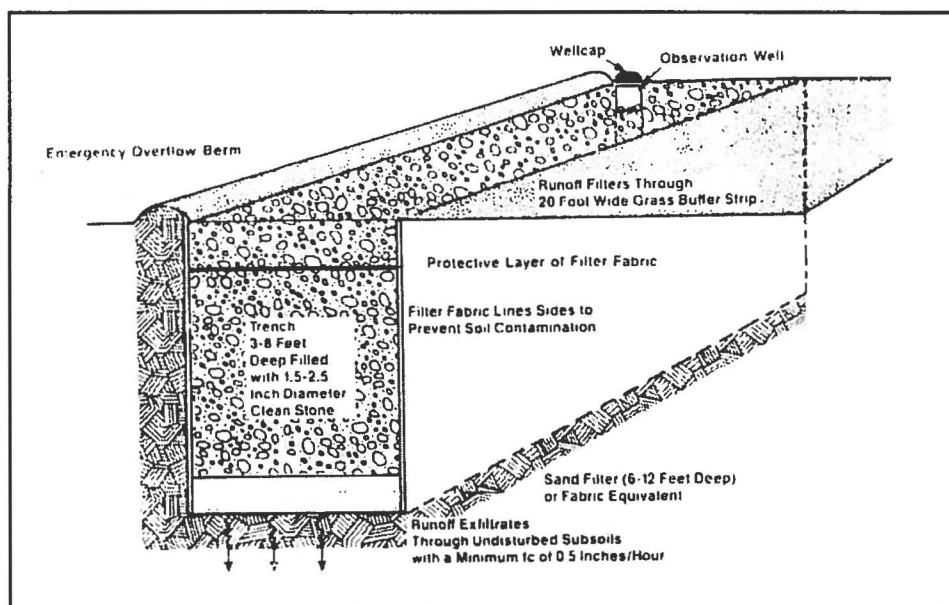 Wellcap
Observation Well
Emergency Overflow Berm
Runoff Filters Through
20 Foot Wide Grass Buffer Strip
Protective Layer of Filter Fabric
Filter Fabric Lines Sides to
Prevent Soil Contamination
Trench
3-8 Feet
Deep Filled
with 1.5-2.5
Inch Diameter
Clean Stone
Sand Filter (6-12 Feet Deep)
or Fabric Equivalent
Runoff Exfiltrates
Through Undisturbed Subsoils
with a Minimum fc of 0.5 Inches/Hour